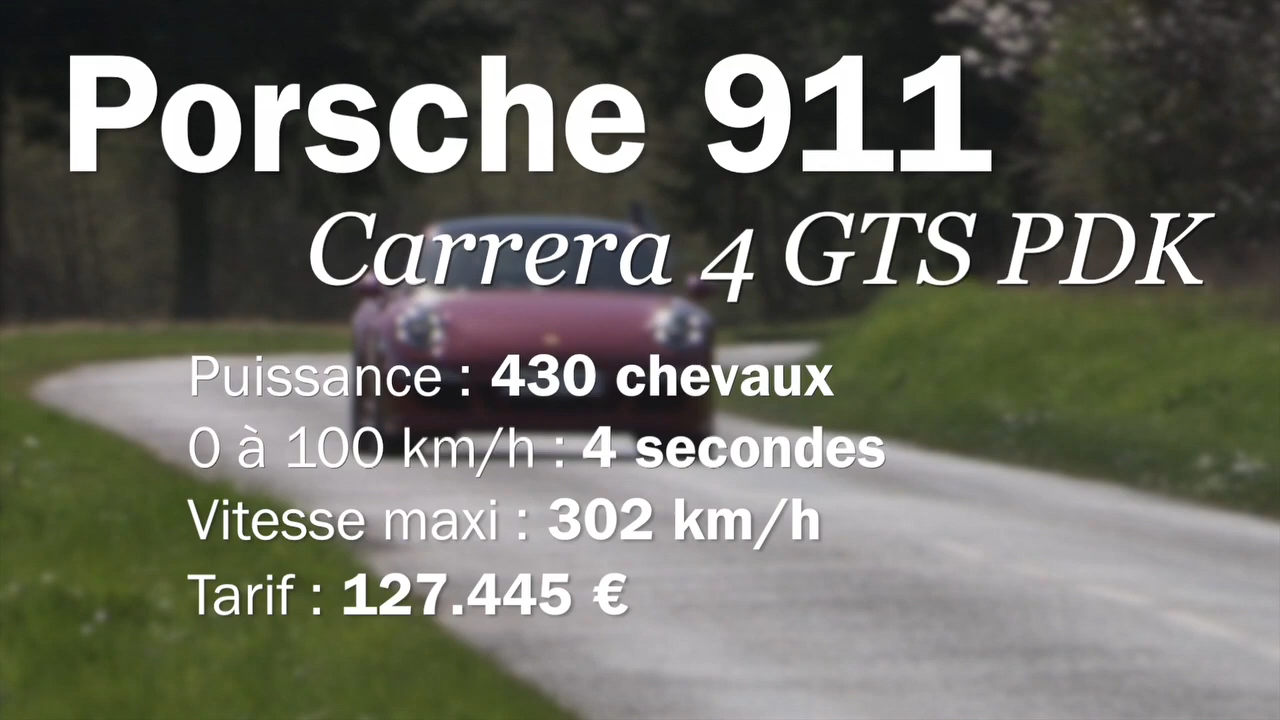 Porsche 911
Carrera 4 GTS PDK
Puissance : 430 chevaux
0 à 100 km/h : 4 secondes
Vitesse maxi : 302 km/h
Tarif : 127.445 €